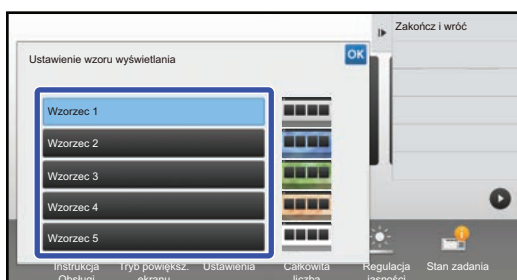 Zakończ i wróć
Ustawienie wzoru wyświetlania
OK
Wzorzec 1
Wzorzec 2
Wzorzec 3
Wzorzec 4
Wzorzec 5
Instrukcja
Obsługi
Tryb powiększ.
ekranu
Ustawienia
Całkowita
liczba
Regulacja
jasności
Stan zadania